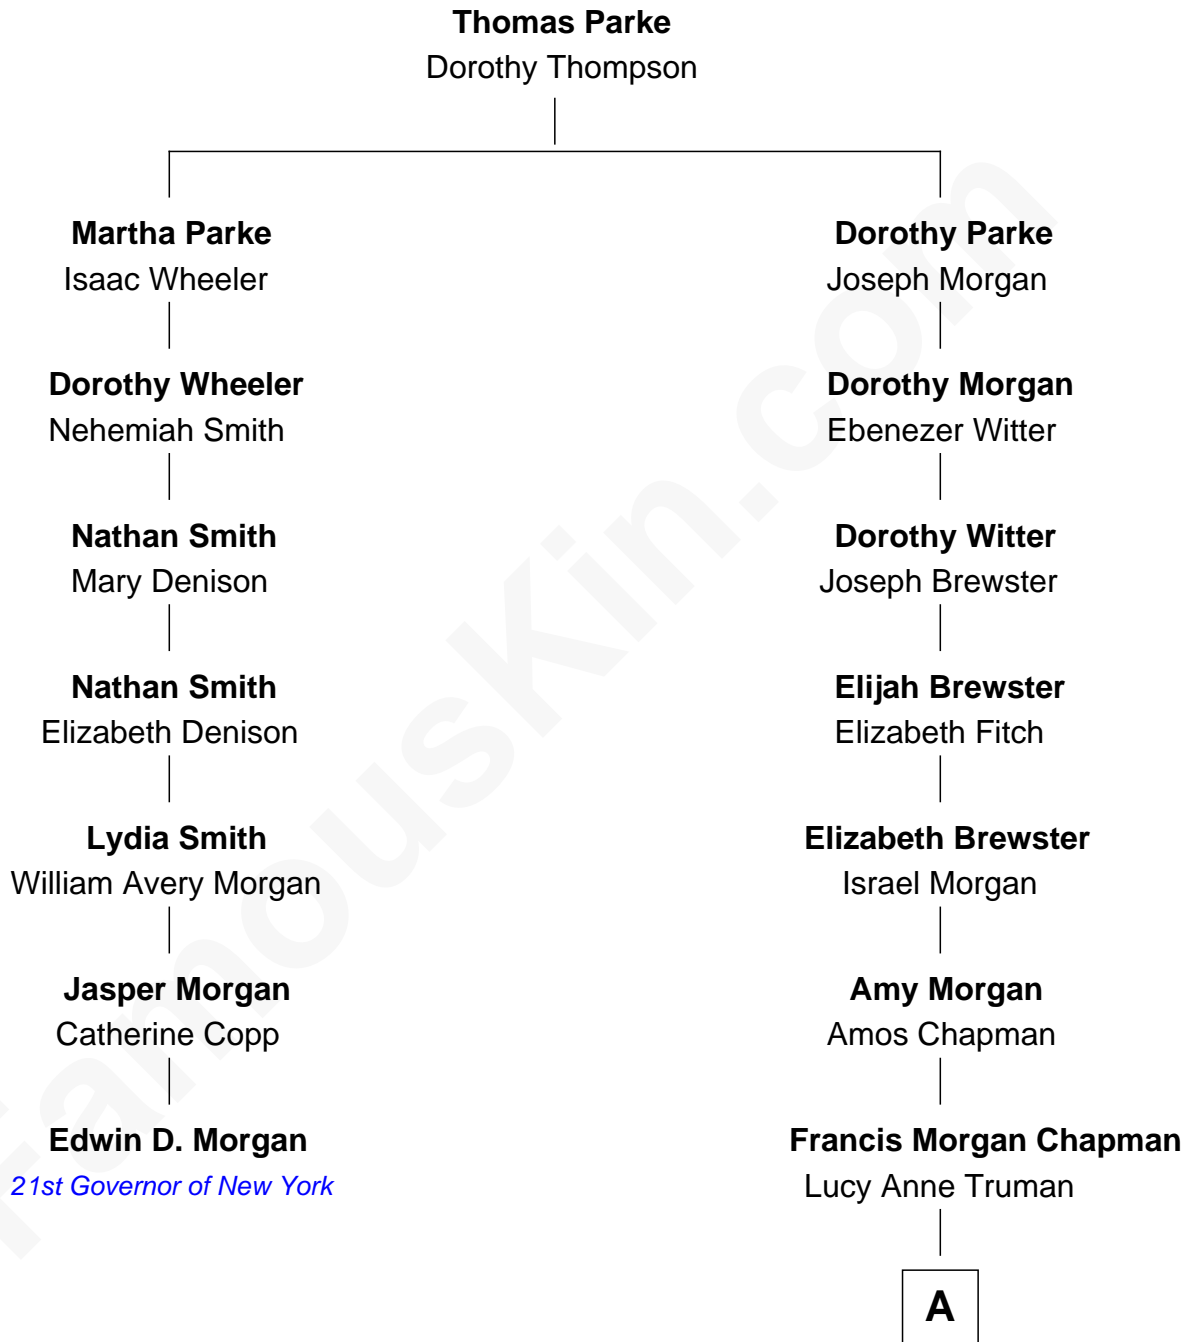 Thomas Parke
Dorothy Thompson
Martha Parke
Isaac Wheeler
Dorothy Wheeler
Nehemiah Smith
Nathan Smith
Mary Denison
Nathan Smith
Elizabeth Denison
Lydia Smith
William Avery Morgan
Jasper Morgan
Catherine Copp
Edwin D. Morgan
21st Governor of New York
Dorothy Parke
Joseph Morgan
Dorothy Morgan
Ebenezer Witter
Dorothy Witter
Joseph Brewster
Elijah Brewster
Elizabeth Fitch
Elizabeth Brewster
Israel Morgan
Amy Morgan
Amos Chapman
Francis Morgan Chapman
Lucy Anne Truman
A
FamousKin.com